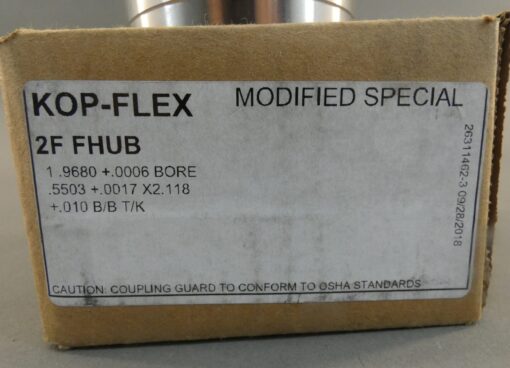 KOP-FLEX MODIFIED SPECIAL
2F FHUB
1 .9680 +.0006 BORE
.5503 +.0017 X2.118
+.010 B/B T/K
CAUTION: COUPLING GUARD TO CONFORM TO OSHA STANDARDS
26311462-3 09/28/2018